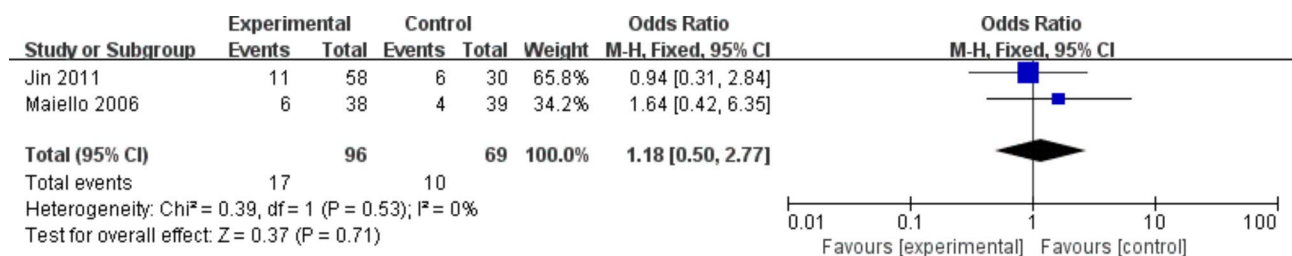 Experimental Control Odds Ratio Odds Ratio
Study or Subgroup Events Total Events Total Weight M-H, Fixed, 95% CI M-H, Fixed, 95% CI
Jin 2011 11 58 6 30 65.8% 0.94 [0.31, 2.84]
Maiello 2006 6 38 4 39 34.2% 1.64 [0.42, 6.35]
Total (95% CI) 96 69 100.0% 1.18 [0.50, 2.77]
Total events 17 10
Heterogeneity: Chi² = 0.39, df = 1 (P = 0.53); I² = 0%
Test for overall effect: Z = 0.37 (P = 0.71)
0.01 0.1 1 10 100
Favours [experimental] Favours [control]